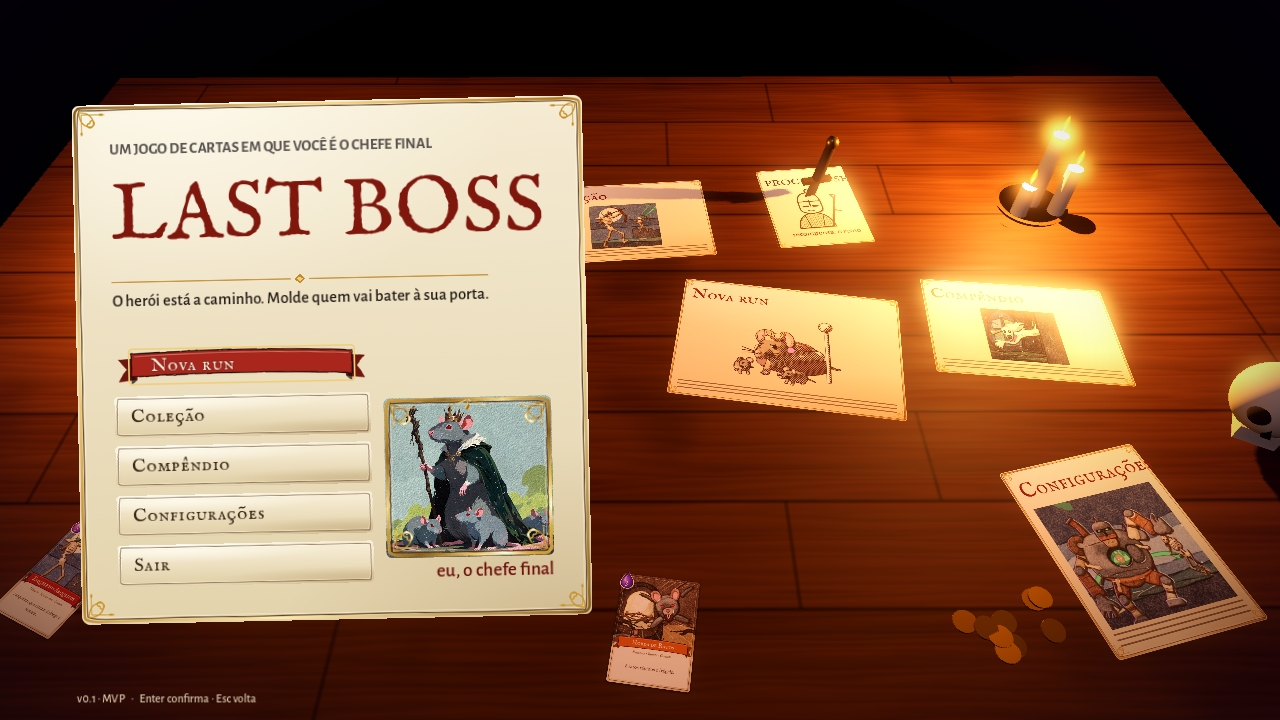 UM JOGO DE CARTAS EM QUE VOCÊ É O CHEFE FINAL
LAST BOSS
O herói está a caminho. Molde quem vai bater à sua porta.
Nova run
Coleção
Compêndio
Configurações
Sair
eu, o chefe final
Nova run
Compêndio
Configurações
v0.1 · MVP · Enter confirma · Esc volta